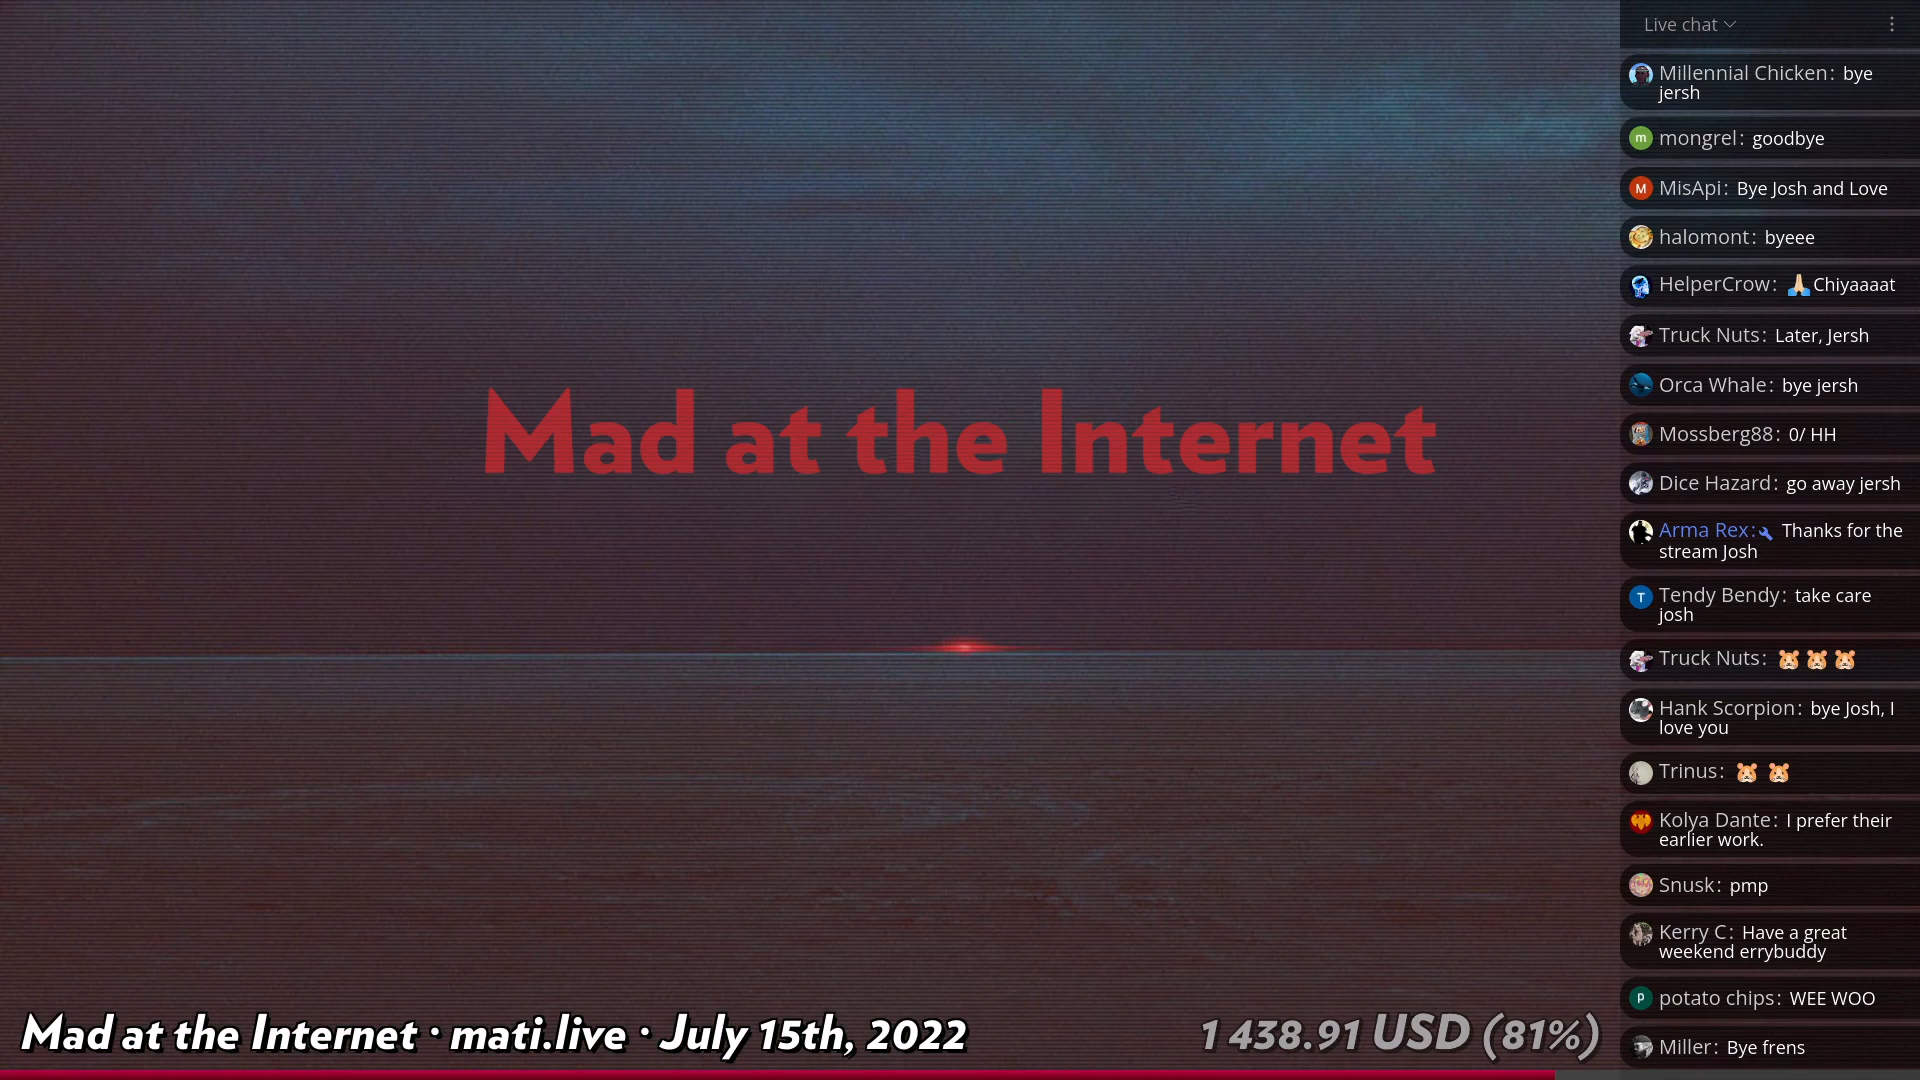 Live chat
Millennial Chicken: bye
jersh
mongrel: goodbye
MisApi: Bye Josh and Love
halomont: byeee
HelperCrow: 🙏🏻Chiyaaaat
Truck Nuts: Later, Jersh
Orca Whale: bye jersh
Mossberg88: 0/ HH
Dice Hazard: go away jersh
Arma Rex: Thanks for the
stream Josh
Tendy Bendy: take care
josh
Truck Nuts: 🐹 🐹 🐹
Hank Scorpion: bye Josh, I
love you
Trinus: 🐹 🐹
Kolya Dante: I prefer their
earlier work.
Snusk: pmp
Kerry C: Have a great
weekend errybuddy
potato chips: WEE WOO
Miller: Bye frens
Mad at the Internet
Mad at the Internet · mati.live · July 15th, 2022
1 438.91 USD (81%)